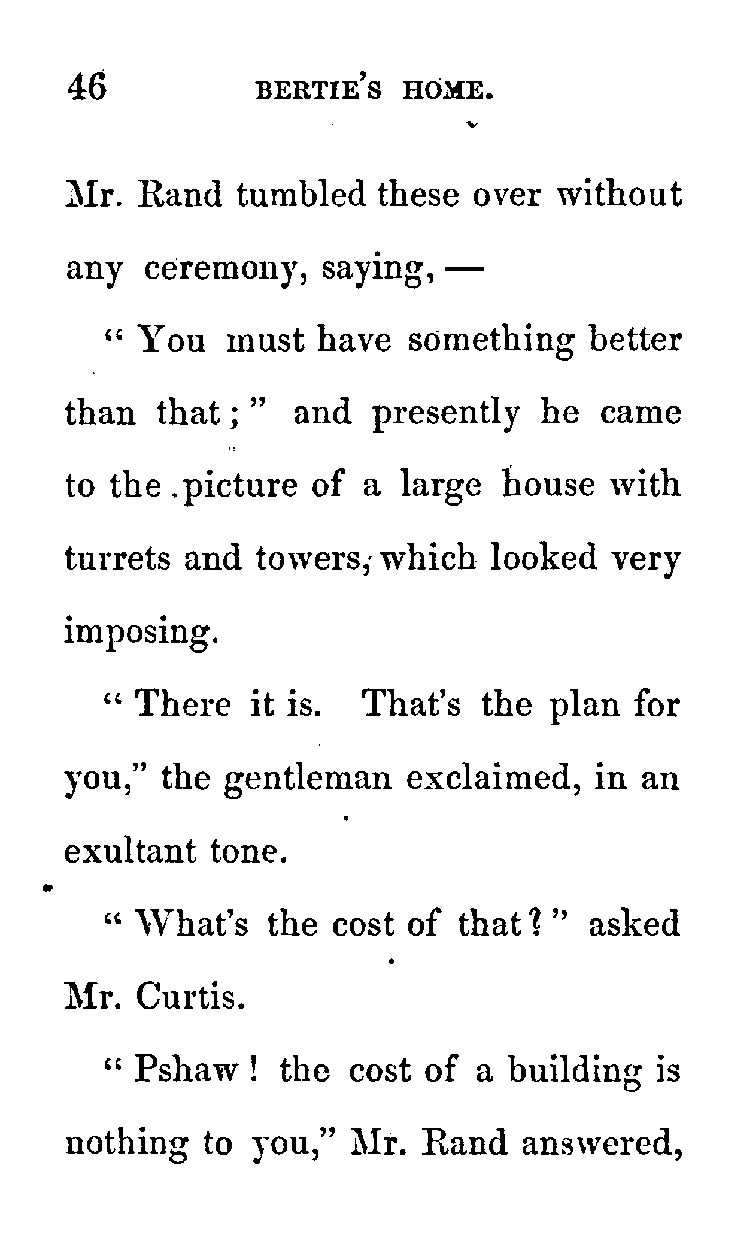 46 BERTIE'S HOME.
Mr. Rand tumbled these over without
any ceremony, saying, —
" You must have something better
than that ; " and presently he came
to the picture of a large house with
turrets and towers, which looked very
imposing.
" There it is. That's the plan for
you," the gentleman exclaimed, in an
exultant tone.
" What's the cost of that ? " asked
Mr. Curtis.
" Pshaw ! the cost of a building is
nothing to you," Mr. Rand answered,